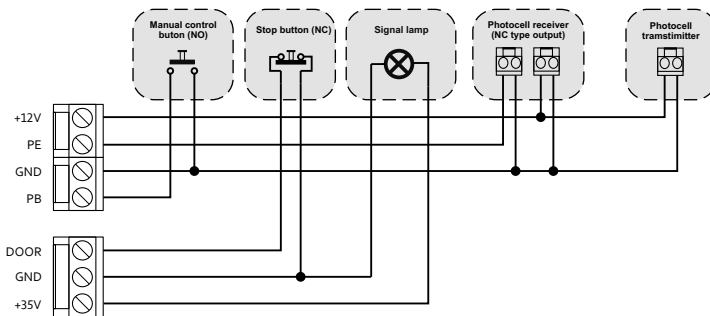 Manual control
buton (NO)
Stop button (NC)
Signal lamp
Photocell receiver
(NC type output)
Photocell
tramstimitter
+12V
PE
GND
PB
DOOR
GND
+35V